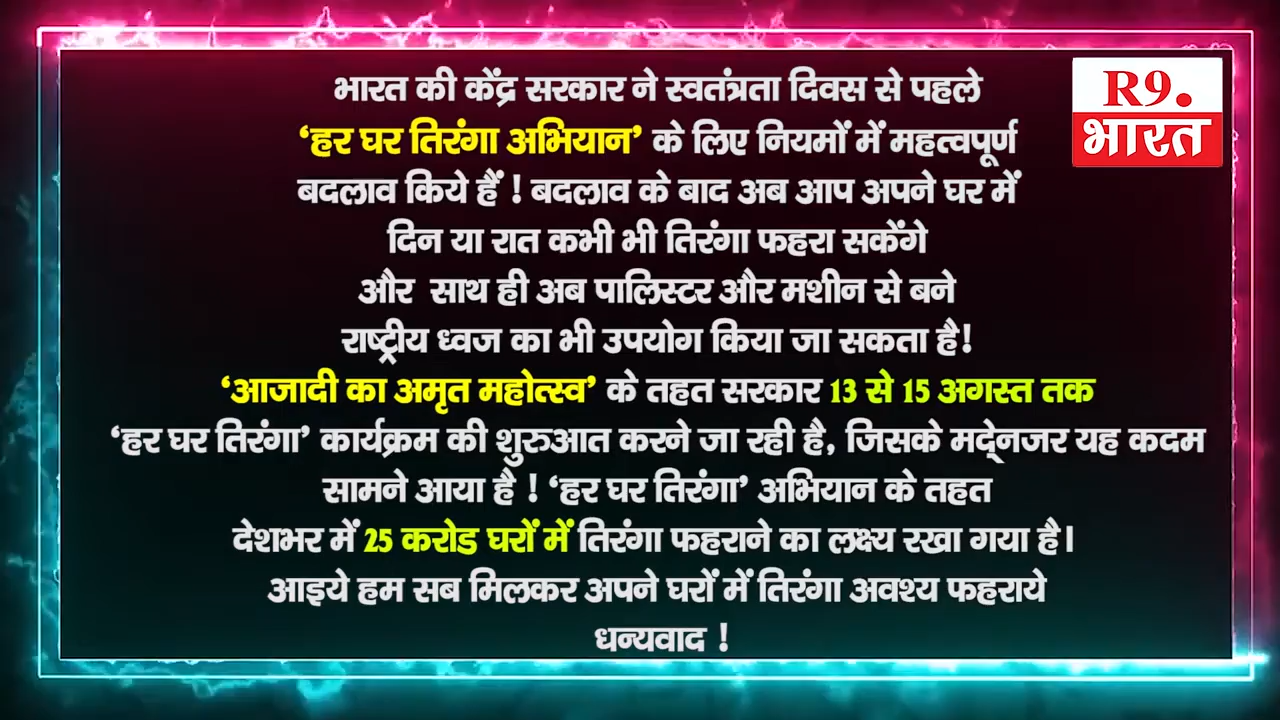 भारत की केंद्र सरकार ने स्वतंत्रता दिवस से पहले
‘हर घर तिरंगा अभियान’ के लिए नियमों में महत्वपूर्ण
बदलाव किये हैं ! बदलाव के बाद अब आप अपने घर में
दिन या रात कभी भी तिरंगा फहरा सकेंगे
और साथ ही अब पालिस्टर और मशीन से बने
राष्ट्रीय ध्वज का भी उपयोग किया जा सकता है!
‘आजादी का अमृत महोत्स्व’ के तहत सरकार 13 से 15 अगस्त तक
‘हर घर तिरंगा’ कार्यक्रम की शुरुआत करने जा रही है, जिसके मद्देनजर यह कदम
सामने आया है ! ‘हर घर तिरंगा’ अभियान के तहत
देशभर में 25 करोड घरों में तिरंगा फहराने का लक्ष्य रखा गया है।
आइये हम सब मिलकर अपने घरों में तिरंगा अवश्य फहराये
धन्यवाद !
R9.
भारत